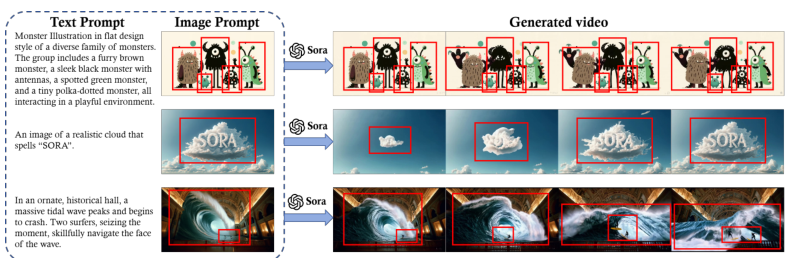 Text Prompt
Image Prompt
Generated video
Monster Illustration in flat design
style of a diverse family of monsters.
The group includes a furry brown
monster, a sleek black monster with
antennas, a spotted green monster,
and a tiny polka-dotted monster, all
interacting in a playful environment.
Sora
An image of a realistic cloud that
spells “SORA”.
SORA
Sora
SORA
SORA
In an ornate, historical hall, a
massive tidal wave peaks and begins
to crash. Two surfers, seizing the
moment, skillfully navigate the face
of the wave.
Sora